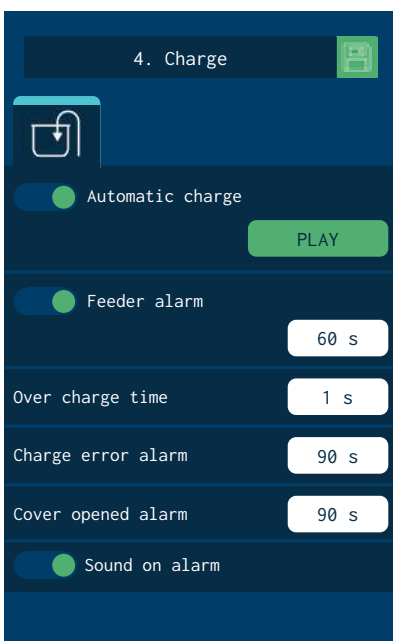 4. Charge
Automatic charge
PLAY
Feeder alarm
60 s
Over charge time
1 s
Charge error alarm
90 s
Cover opened alarm
90 s
Sound on alarm